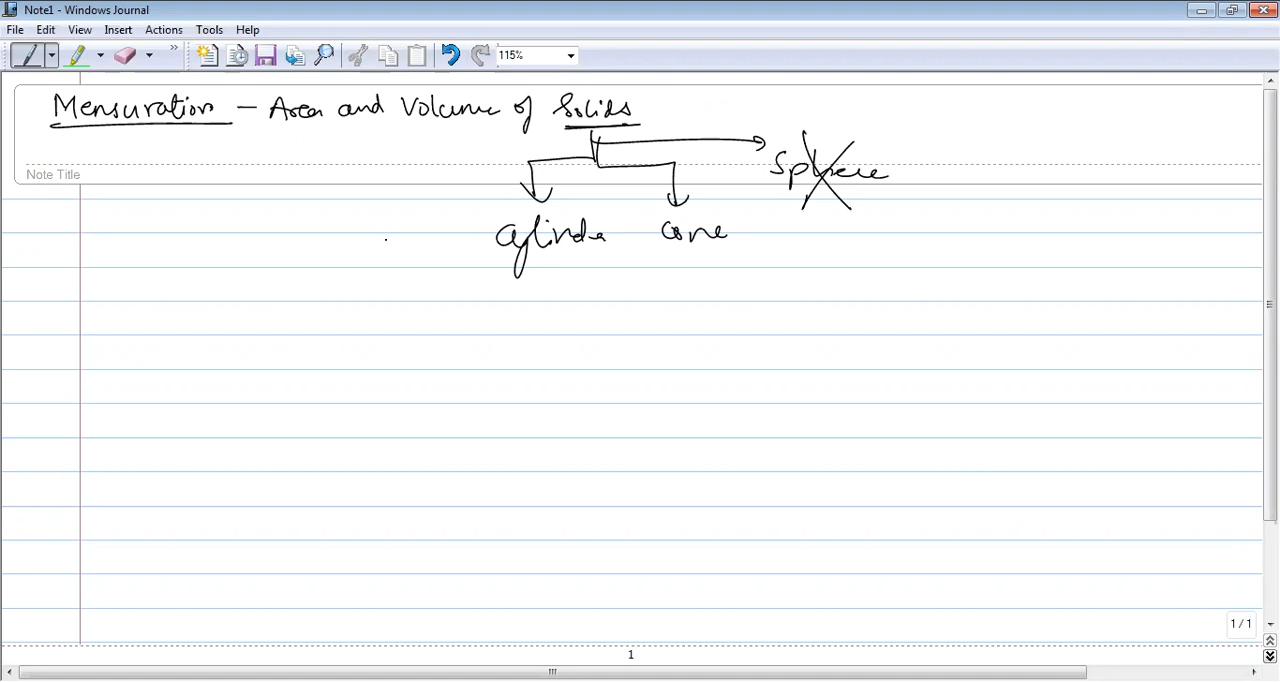 Note1 - Windows Journal
File Edit View Insert Actions Tools Help
115%
Mensuration – Area and Volume of Solids
Sphere
Note Title
Cylinder cone
1 / 1
1